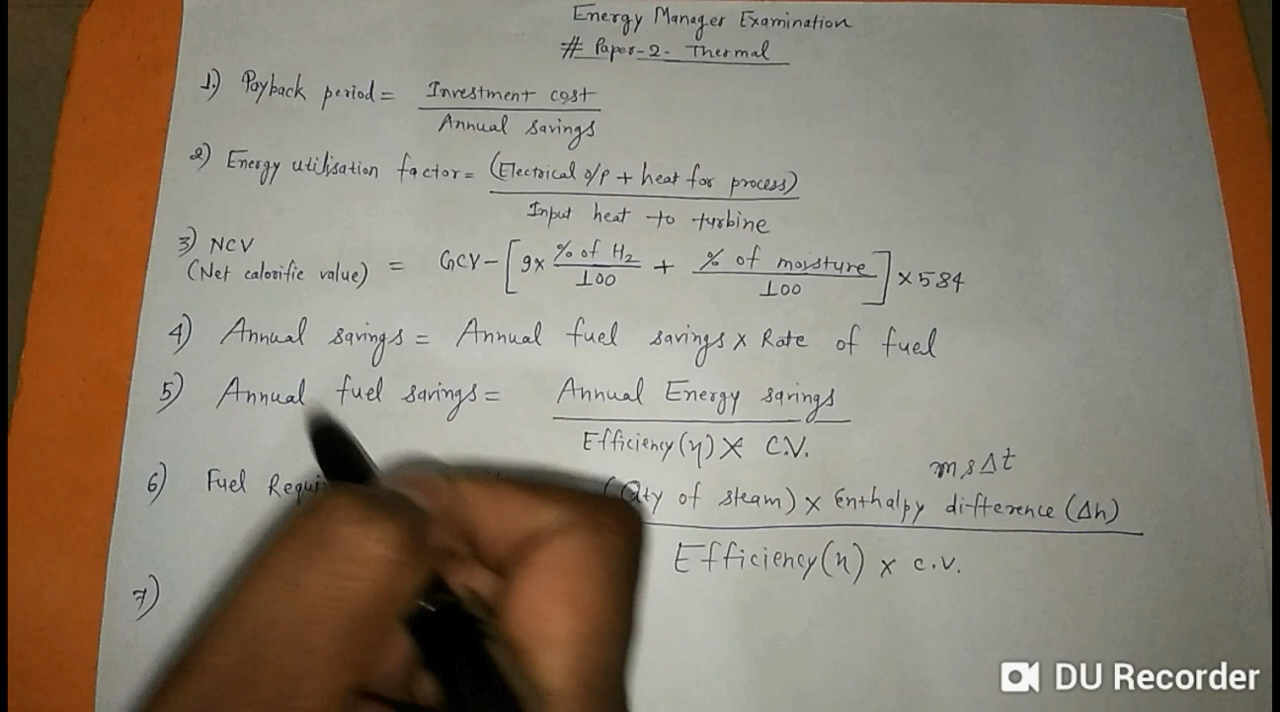 Energy Manager Examination
# Paper-2- Thermal
1.) Payback period = Investment cost
Annual savings
2) Energy utilisation factor = (Electrical o/p + heat for process)
Input heat to turbine
3) NCV
(Net calorific value) = GCV - [9x % of H2 / 100 + % of moisture / 100] x 584
4) Annual savings = Annual fuel savings x Rate of fuel
5) Annual fuel savings = Annual Energy savings
Efficiency (η) x C.V.
msΔt
6) Fuel (Qty of steam) x Enthalpy difference (Δh)
Efficiency (η) x C.V.
7)
DU Recorder